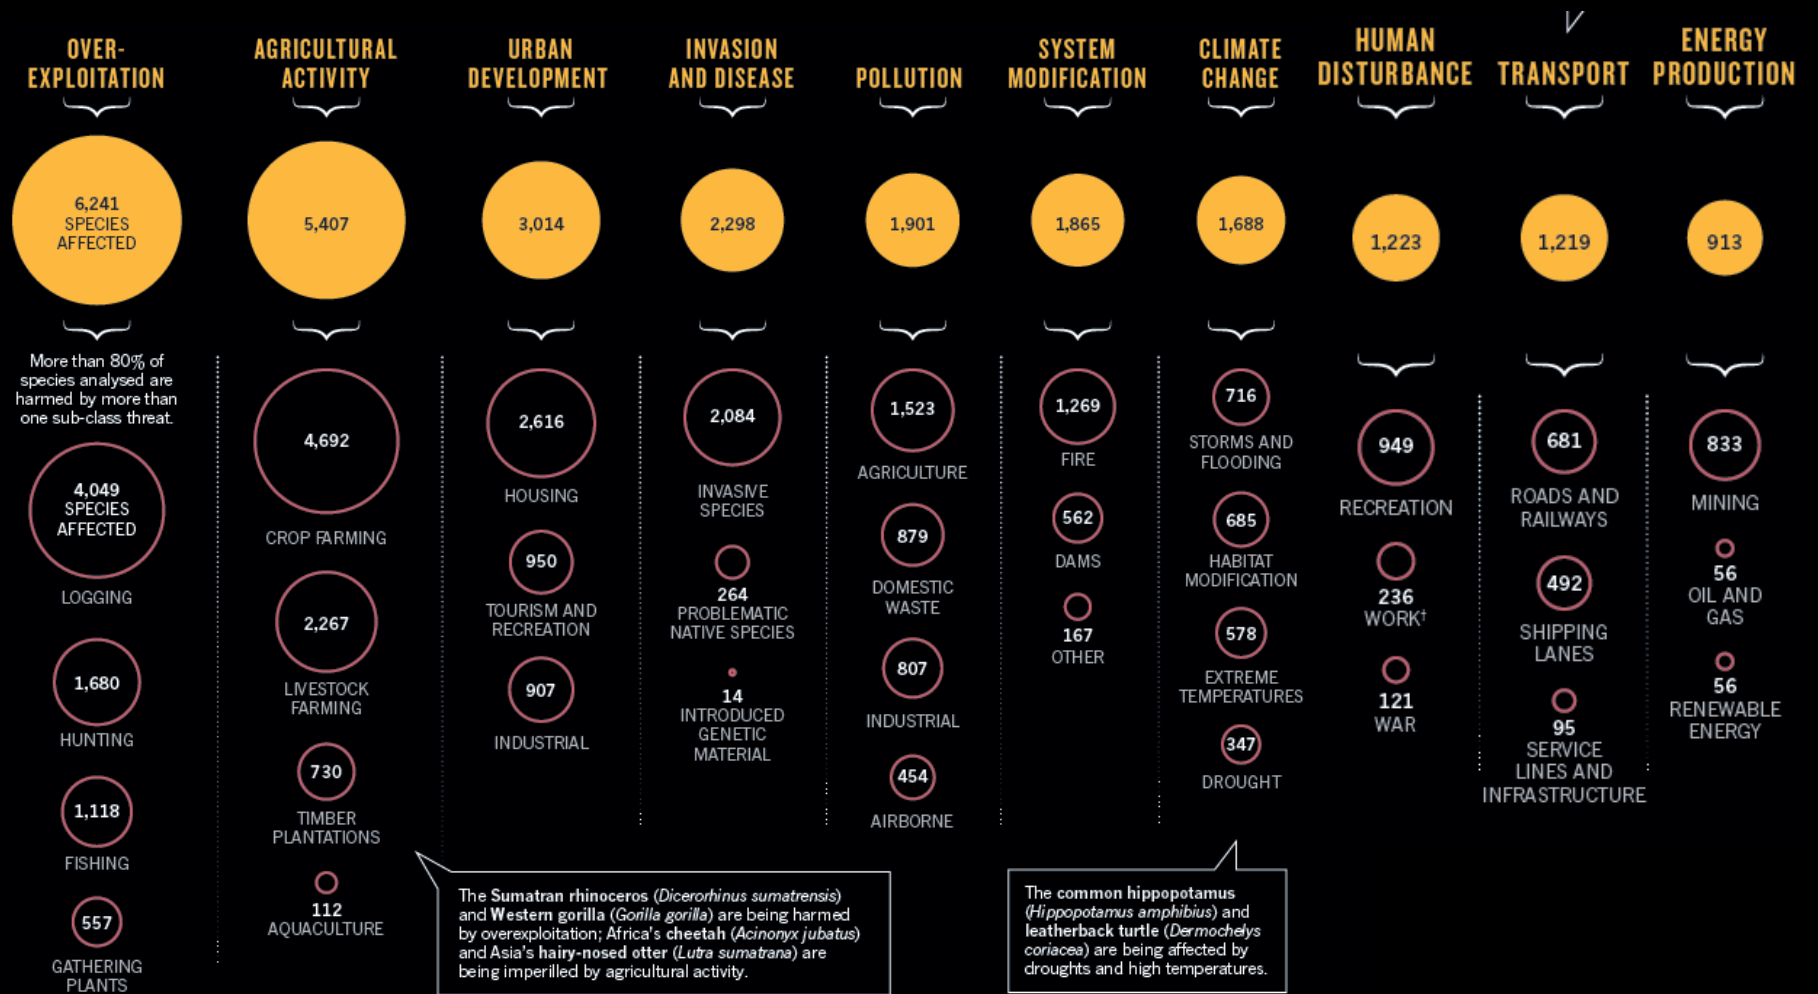 OVER-
EXPLOITATION
6,241
SPECIES
AFFECTED
More than 80% of
species analysed are
harmed by more than
one sub-class threat.
4,049
SPECIES
AFFECTED
LOGGING
1,680
HUNTING
1,118
FISHING
557
GATHERING
PLANTS
AGRICULTURAL
ACTIVITY
5,407
4,692
CROP FARMING
2,267
LIVESTOCK
FARMING
730
TIMBER
PLANTATIONS
112
AQUACULTURE
The Sumatran rhinoceros (Dicerorhinus sumatrensis)
and Western gorilla (Gorilla gorilla) are being harmed
by overexploitation; Africa's cheetah (Acinonyx jubatus)
and Asia's hairy-nosed otter (Lutra sumatrana) are
being imperilled by agricultural activity.
URBAN
DEVELOPMENT
3,014
2,616
HOUSING
950
TOURISM AND
RECREATION
907
INDUSTRIAL
INVASION
AND DISEASE
2,298
2,084
INVASIVE
SPECIES
264
PROBLEMATIC
NATIVE SPECIES
14
INTRODUCED
GENETIC
MATERIAL
POLLUTION
1,901
1,523
AGRICULTURE
879
DOMESTIC
WASTE
807
INDUSTRIAL
454
AIRBORNE
SYSTEM
MODIFICATION
1,865
1,269
FIRE
562
DAMS
167
OTHER
CLIMATE
CHANGE
1,688
716
STORMS AND
FLOODING
685
HABITAT
MODIFICATION
578
EXTREME
TEMPERATURES
347
DROUGHT
The common hippopotamus
(Hippopotamus amphibius) and
leatherback turtle (Dermochelys
coriacea) are being affected by
droughts and high temperatures.
HUMAN
DISTURBANCE
1,223
949
RECREATION
236
WORK†
121
WAR
TRANSPORT
1,219
681
ROADS AND
RAILWAYS
492
SHIPPING
LANES
95
SERVICE
LINES AND
INFRASTRUCTURE
ENERGY
PRODUCTION
913
833
MINING
56
OIL AND
GAS
56
RENEWABLE
ENERGY